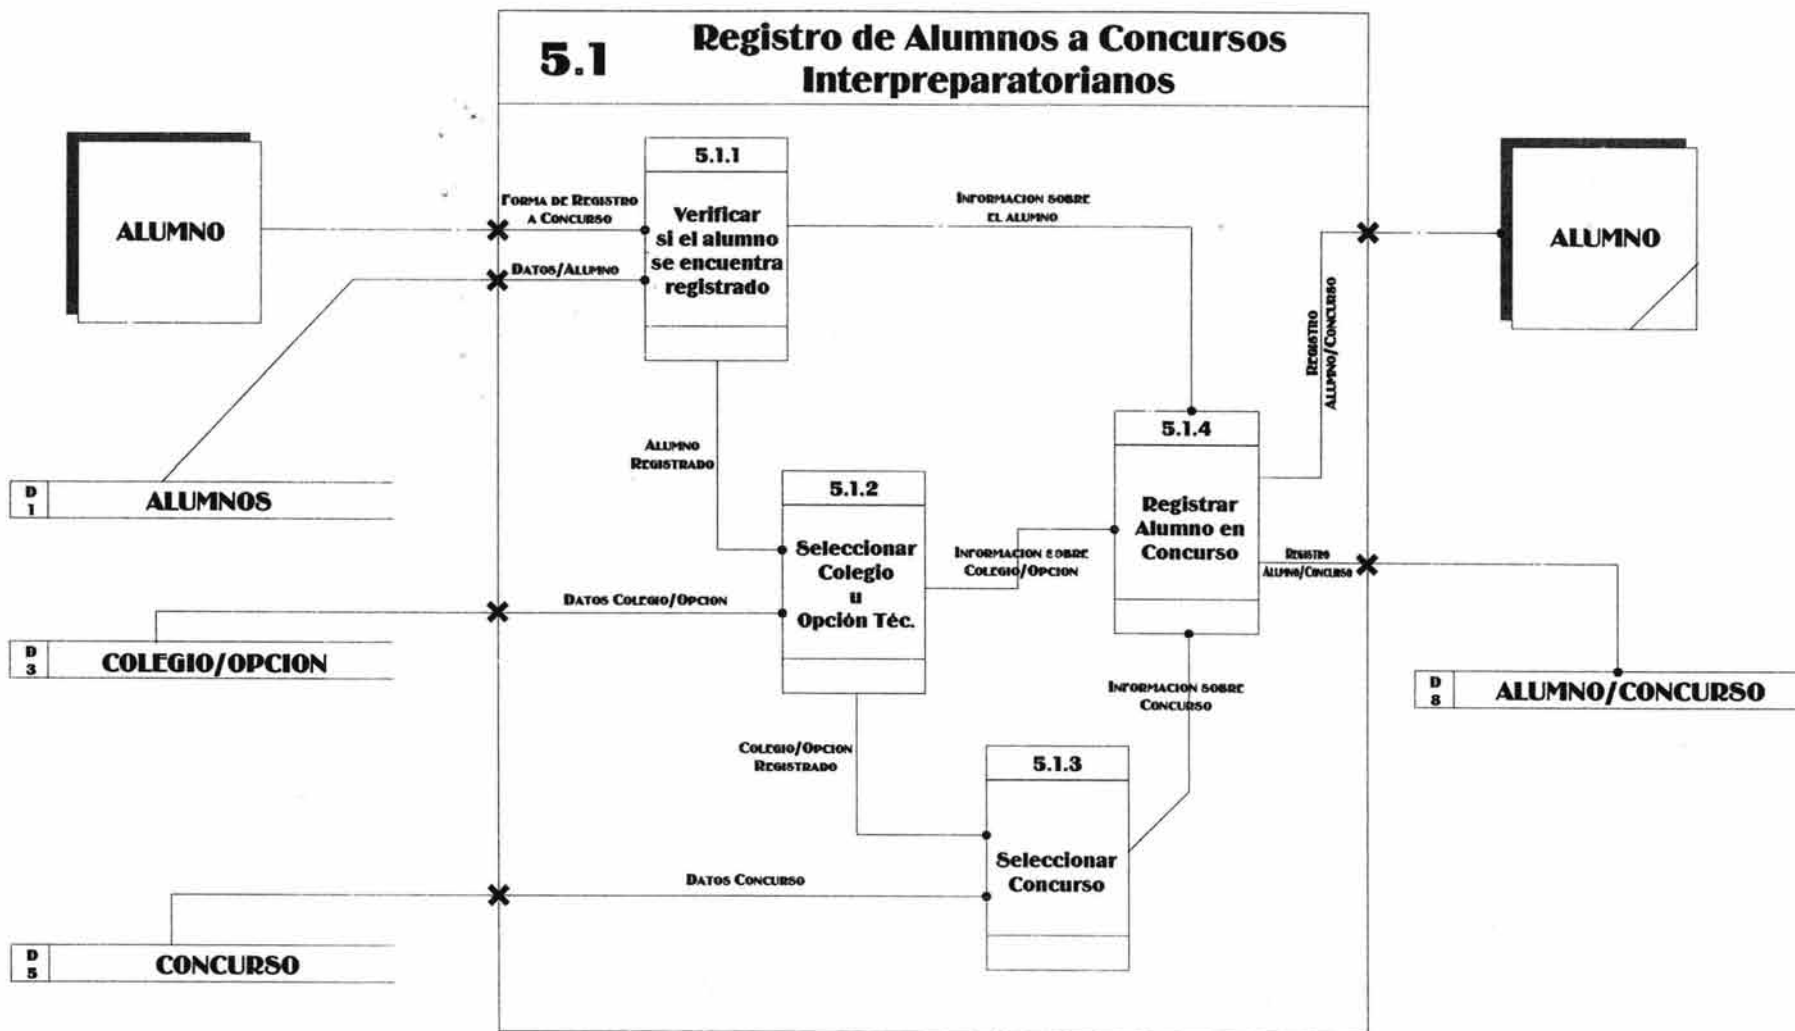 5.1
Registro de Alumnos a Concursos
Interpreparatorianos
ALUMNO
FORMA DE REGISTRO
A CONCURSO
DATOS/ALUMNO
5.1.1
Verificar
si el alumno
se encuentra
registrado
INFORMACION SOBRE
EL ALUMNO
REGISTRO
ALUMNO/CONCURSO
ALUMNO
D
1
ALUMNOS
ALUMNO
REGISTRADO
5.1.2
Seleccionar
Colegio
u
Opción Téc.
INFORMACION SOBRE
COLEGIO/OPCION
5.1.4
Registrar
Alumno en
Concurso
REGISTRO
ALUMNO/CONCURSO
DATOS COLEGIO/OPCION
D
3
COLEGIO/OPCION
D
8
ALUMNO/CONCURSO
INFORMACION SOBRE
CONCURSO
COLEGIO/OPCION
REGISTRADO
5.1.3
Seleccionar
Concurso
DATOS CONCURSO
D
5
CONCURSO